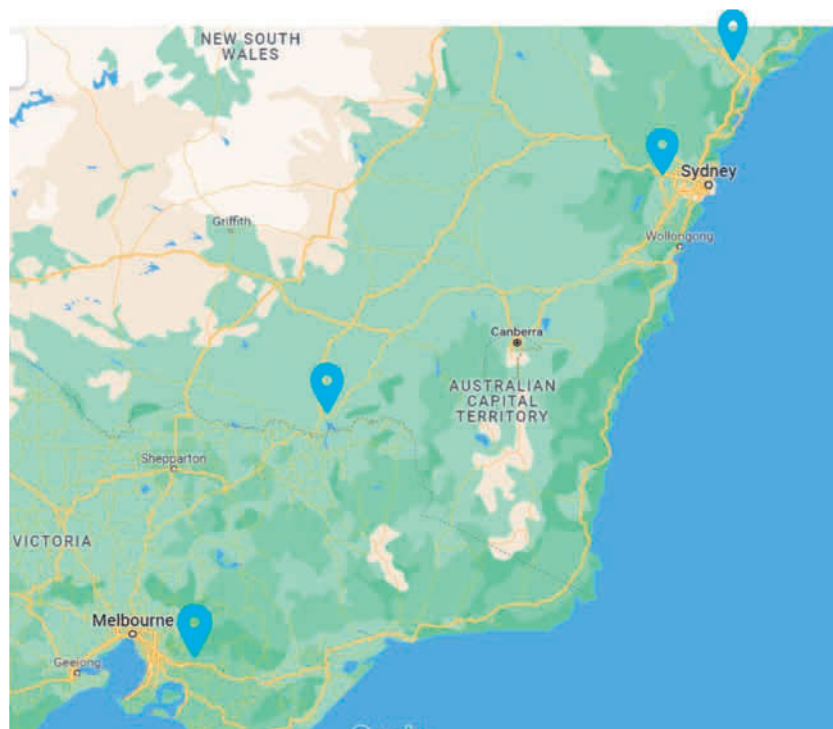 NEW SOUTH
WALES
Sydney
Griffith
Wollongong
Canberra
AUSTRALIAN
CAPITAL
TERRITORY
Shepparton
VICTORIA
Melbourne
Geelong